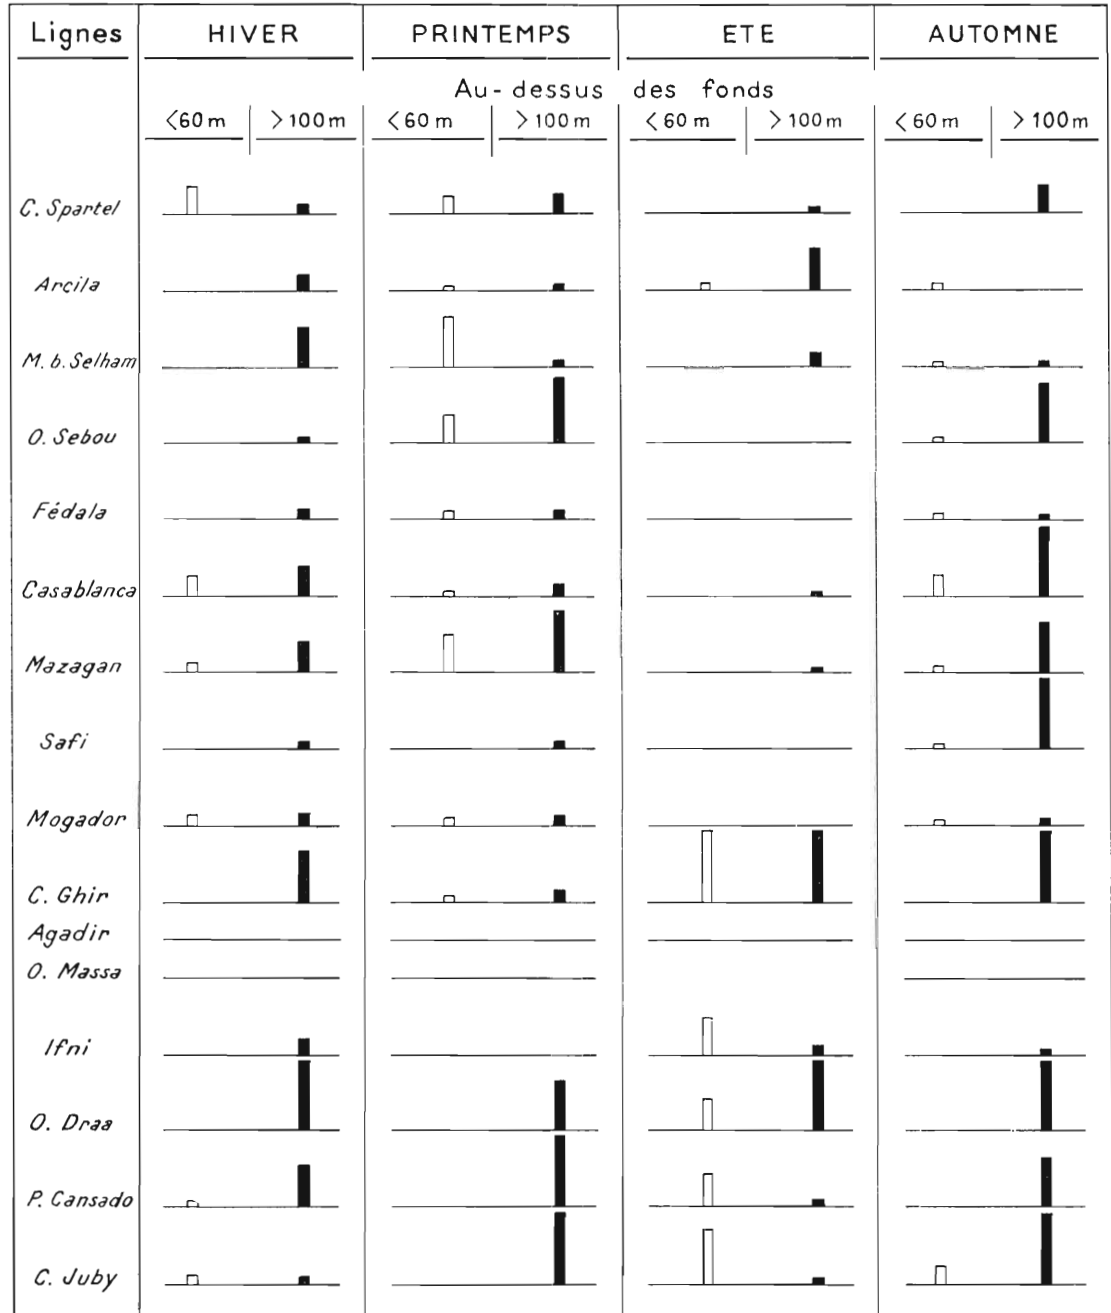 Lignes HIVER PRINTEMPS ETE AUTOMNE
Au-dessus des fonds
<60 m >100 m <60 m >100 m <60 m >100 m <60 m >100 m
C. Spartel
Arcila
M. b. Selham
O. Sebou
Fédala
Casablanca
Mazagan
Safi
Mogador
C. Ghir
Agadir
O. Massa
Ifni
O. Draa
P. Cansado
C. Juby